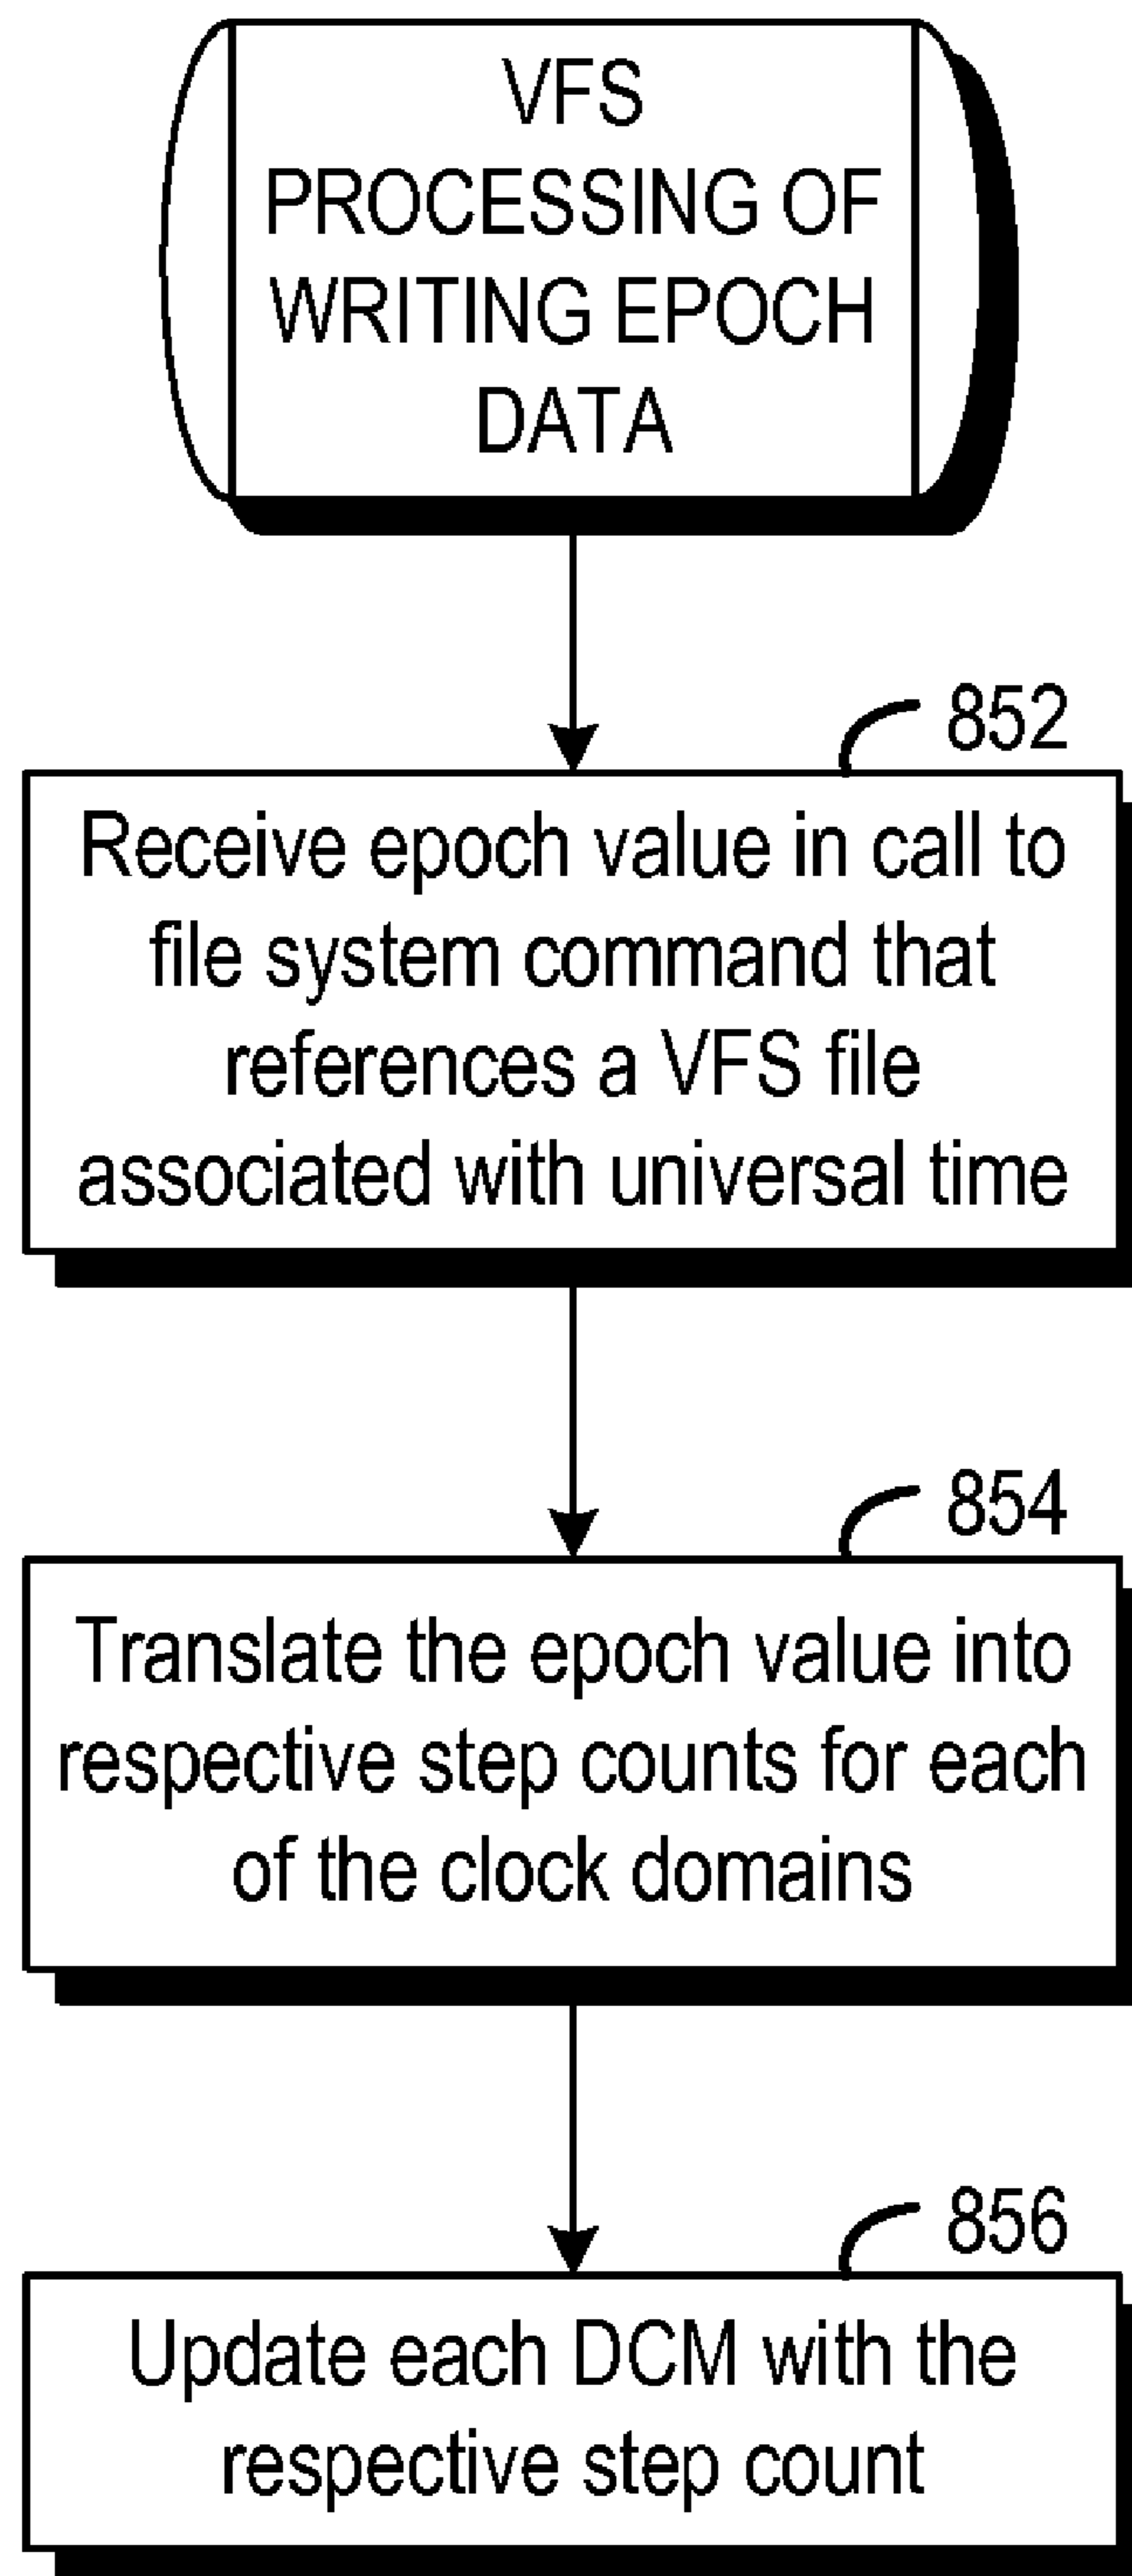 VFS
PROCESSING OF
WRITING EPOCH
DATA
852
Receive epoch value in call to
file system command that
references a VFS file
associated with universal time
854
Translate the epoch value into
respective step counts for each
of the clock domains
856
Update each DCM with the
respective step count